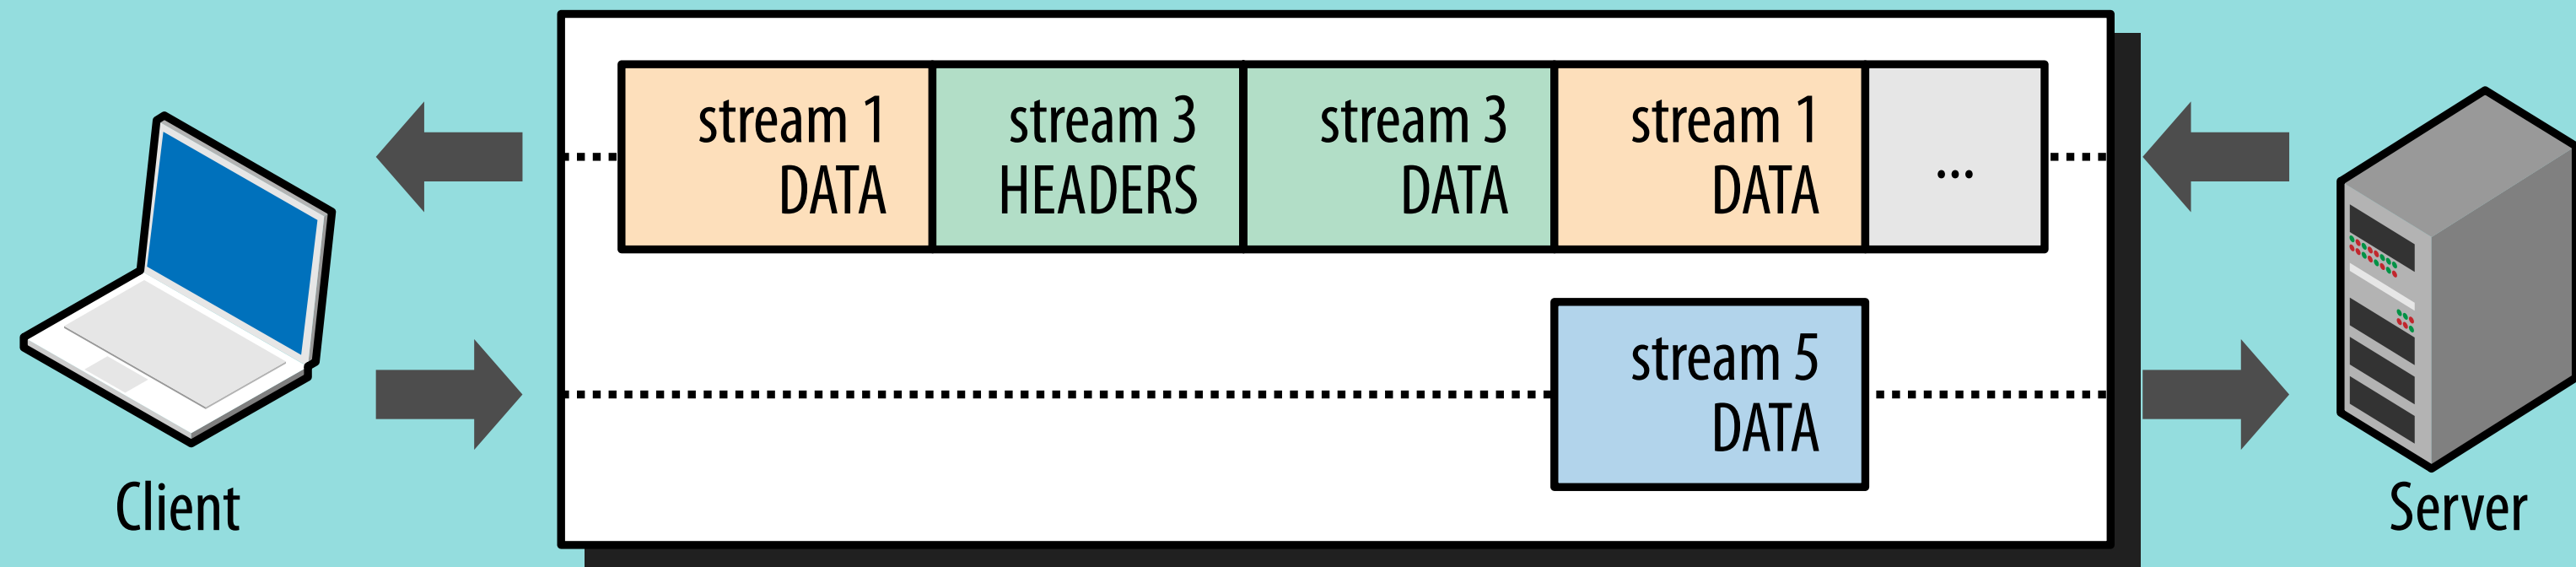 stream 1
DATA
stream 3
HEADERS
stream 3
DATA
stream 1
DATA
...
stream 5
DATA
Client
Server